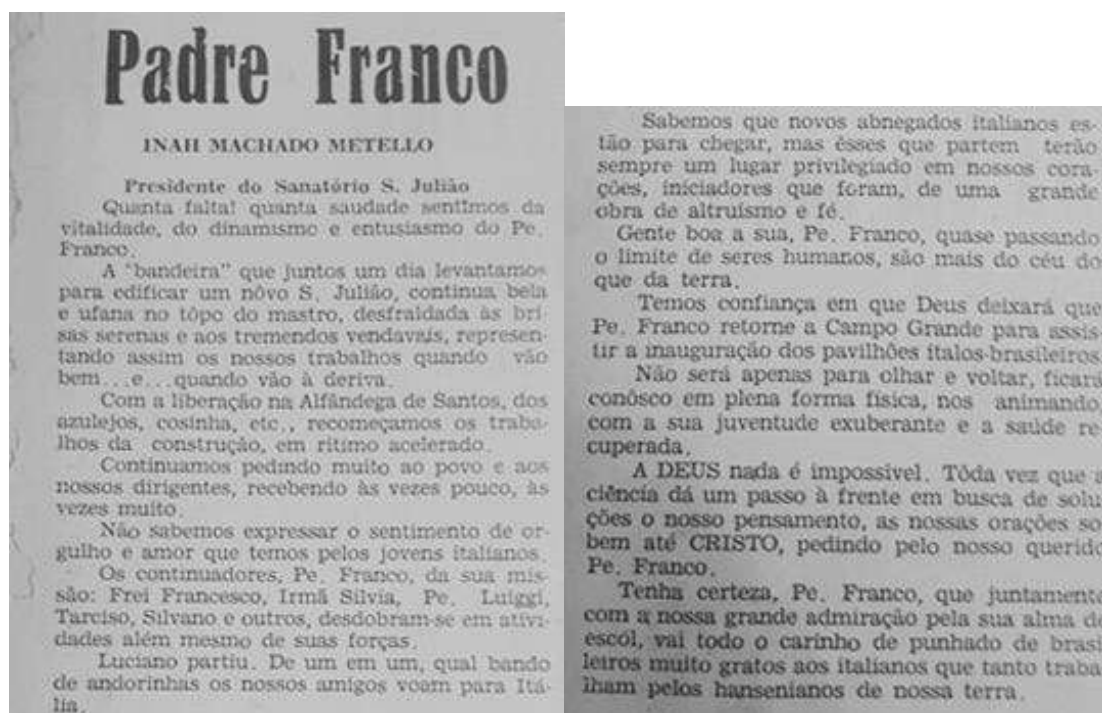 Padre Franco
INAH MACHADO METELLO
Presidente do Sanatório S. Julião
Quanta falta! quanta saudade sentimos da
vitalidade, do dinamismo e entusiasmo do Pe.
Franco.
A "bandeira" que juntos um dia levantamos
para edificar um nôvo S. Julião, continua bela
e ufana no tôpo do mastro, desfraldada às bri-
sas serenas e aos tremendos vendavais, represen-
tando assim os nossos trabalhos quando vão
bem...e...quando vão à deriva.
Com a liberação na Alfândega de Santos, dos
azulejos, cosinha, etc., recomeçamos os traba-
lhos da construção, em rítimo acelerado.
Continuamos pedindo muito ao povo e aos
nossos dirigentes, recebendo às vezes pouco, às
vezes muito.
Não sabemos expressar o sentimento de or-
gulho e amor que temos pelos jovens italianos.
Os continuadores, Pe. Franco, da sua mis-
são: Frei Francesco, Irmã Silvia, Pe. Luiggi,
Tarciso, Silvano e outros, desdobram-se em ativi-
dades além mesmo de suas forças.
Luciano partiu. De um em um, qual bando
de andorinhas os nossos amigos voam para Itá-
lia.
Sabemos que novos abnegados italianos es-
tão para chegar, mas êsses que partem terão
sempre um lugar privilegiado em nossos cora-
ções, iniciadores que foram, de uma grande
obra de altruísmo e fé.
Gente boa a sua, Pe. Franco, quase passando
o limite de seres humanos, são mais do céu do
que da terra.
Temos confiança em que Deus deixará que
Pe. Franco retorne a Campo Grande para assis-
tir a inauguração dos pavilhões ítalos-brasileiros
Não será apenas para olhar e voltar, ficará
conôsco em plena forma física, nos animando,
com a sua juventude exuberante e a saúde re-
cuperada.
A DEUS nada é impossível. Tôda vez que a
ciência dá um passo à frente em busca de solu
ções o nosso pensamento, as nossas orações so
bem até CRISTO, pedindo pelo nosso querido
Pe. Franco.
Tenha certeza, Pe. Franco, que juntamente
com a nossa grande admiração pela sua alma de
escól, vai todo o carinho de punhado de brasi
leiros muito gratos aos italianos que tanto traba
lham pelos hansenianos de nossa terra.